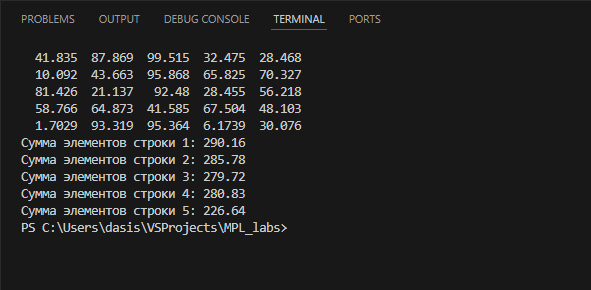 PROBLEMS OUTPUT DEBUG CONSOLE TERMINAL PORTS
41.835 87.869 99.515 32.475 28.468
10.092 43.663 95.868 65.825 70.327
81.426 21.137 92.48 28.455 56.218
58.766 64.873 41.585 67.504 48.103
1.7029 93.319 95.364 6.1739 30.076
Сумма элементов строки 1: 290.16
Сумма элементов строки 2: 285.78
Сумма элементов строки 3: 279.72
Сумма элементов строки 4: 280.83
Сумма элементов строки 5: 226.64
PS C:\Users\dasis\VSProjects\MPL_labs>